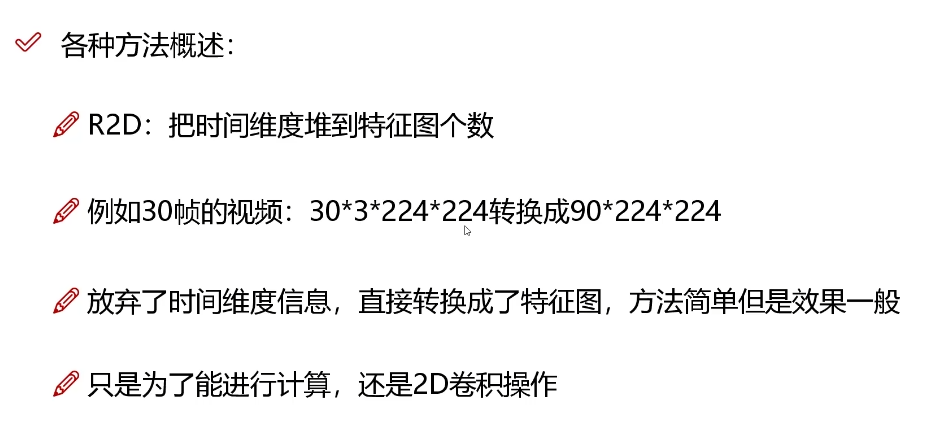 各种方法概述：
R2D：把时间维度堆到特征图个数
例如30帧的视频：30*3*224*224转换成90*224*224
放弃了时间维度信息，直接转换成了特征图，方法简单但是效果一般
只是为了能进行计算，还是2D卷积操作